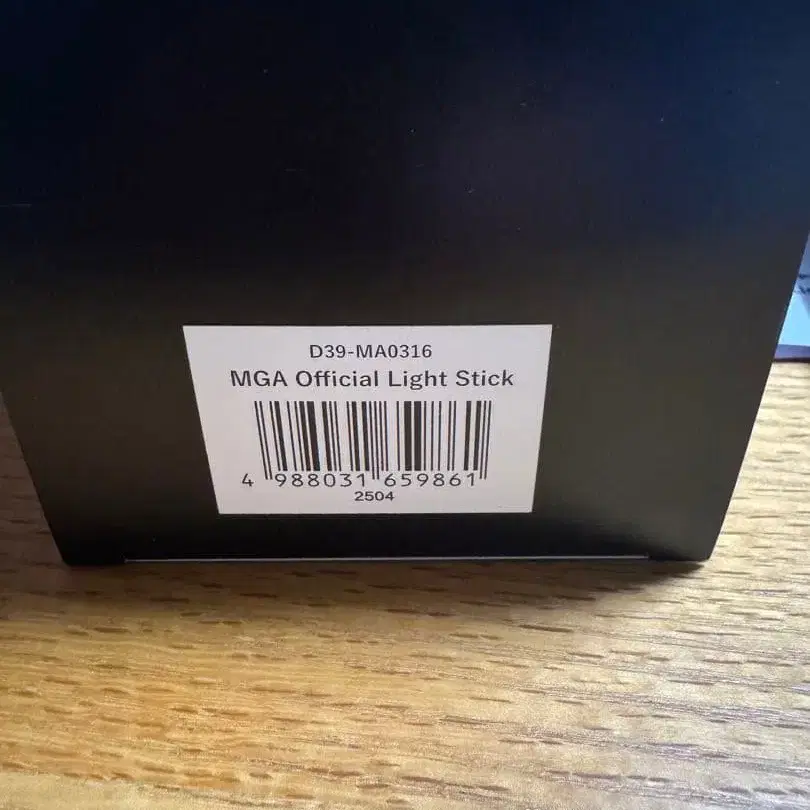 D39-MA0316
MGA Official Light Stick
4 988031 659861
2504